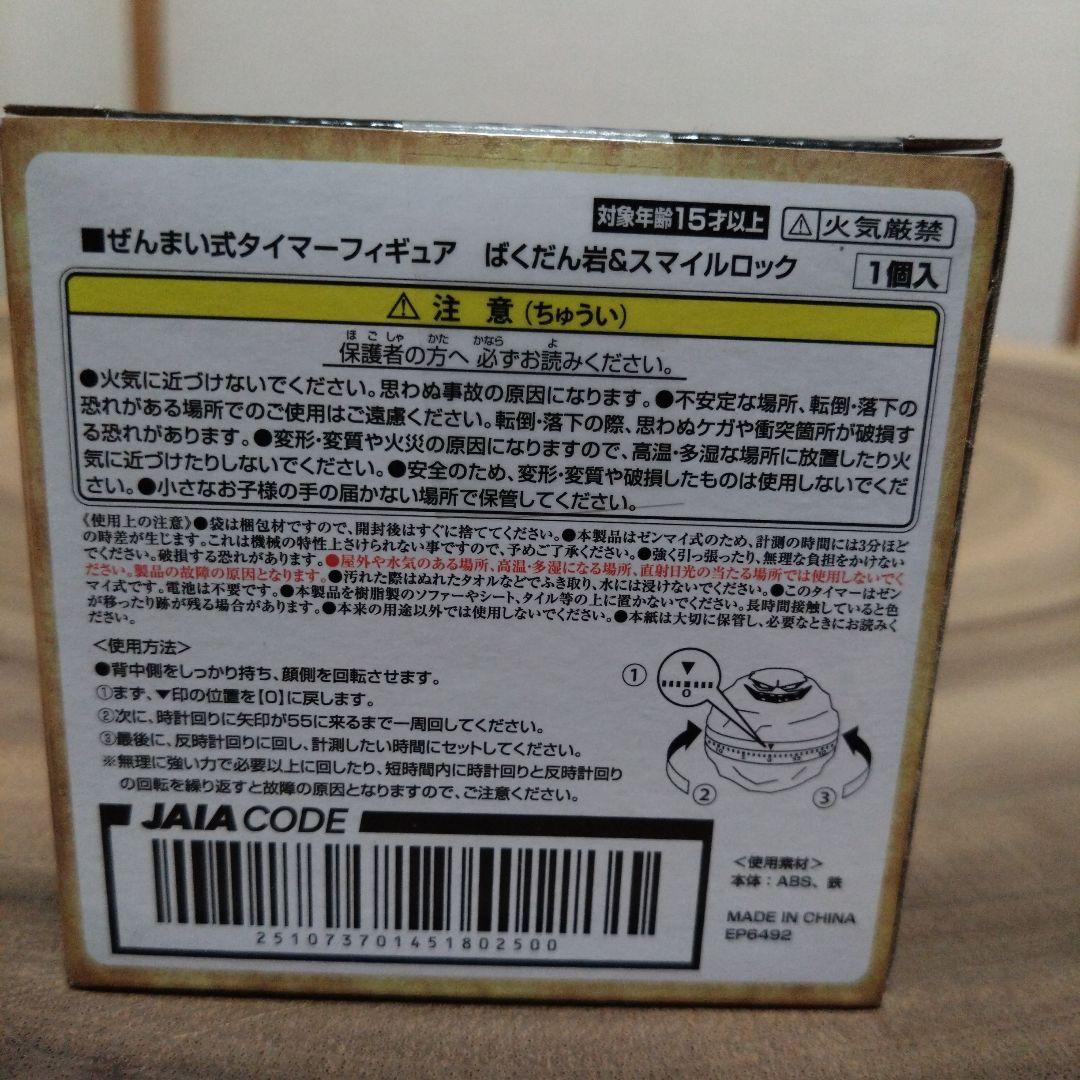 対象年齢15才以上
⚠火気厳禁
■ぜんまい式タイマーフィギュア ばくだん岩&スマイルロック
1個入
⚠ 注 意(ちゅうい)
ほごしゃ かた かなら よ
保護者の方へ 必ずお読みください。
●火気に近づけないでください。思わぬ事故の原因になります。●不安定な場所、転倒・落下の
恐れがある場所でのご使用はご遠慮ください。転倒・落下の際、思わぬケガや衝突箇所が破損す
る恐れがあります。●変形・変質や火災の原因になりますので、高温・多湿な場所に放置したり火
気に近づけたりしないでください。●安全のため、変形・変質や破損したものは使用しないでくだ
さい。●小さなお子様の手の届かない場所で保管してください。
《使用上の注意》●袋は梱包材ですので、開封後はすぐに捨ててください。●本製品はゼンマイ式のため、計測の時間には3分ほど
の時差が生じます。これは機械の特性上さけられない事ですので、予めご了承ください。●強く引っ張ったり、無理な負担をかけない
でください。破損する恐れがあります。●屋外や水気のある場所、高温・多湿になる場所、直射日光の当たる場所では使用しないでく
ださい。製品の故障の原因となります。●汚れた際はぬれたタオルなどでふき取り、水には浸けないでください。●このタイマーはゼン
マイ式です。電池は不要です。●本製品を樹脂製のソファーやシート、タイル等の上に置かないでください。長時間接触していると色
が移ったり跡が残る場合があります。●本来の用途以外では使用しないでください。●本紙は大切に保管し、必要なときにお読みく
ださい。
<使用方法>
●背中側をしっかり持ち、顔側を回転させます。
①まず、▼印の位置を【0】に戻します。
②次に、時計回りに矢印が55に来るまで一周回してください。
③最後に、反時計回りに回し、計測したい時間にセットしてください。
※無理に強い力で必要以上に回したり、短時間内に時計回りと反時計回り
の回転を繰り返すと故障の原因となりますので、ご注意ください。
①
▼
0
②
③
JAIA CODE
251073701451802500
<使用素材>
本体:ABS、鉄
MADE IN CHINA
EP6492